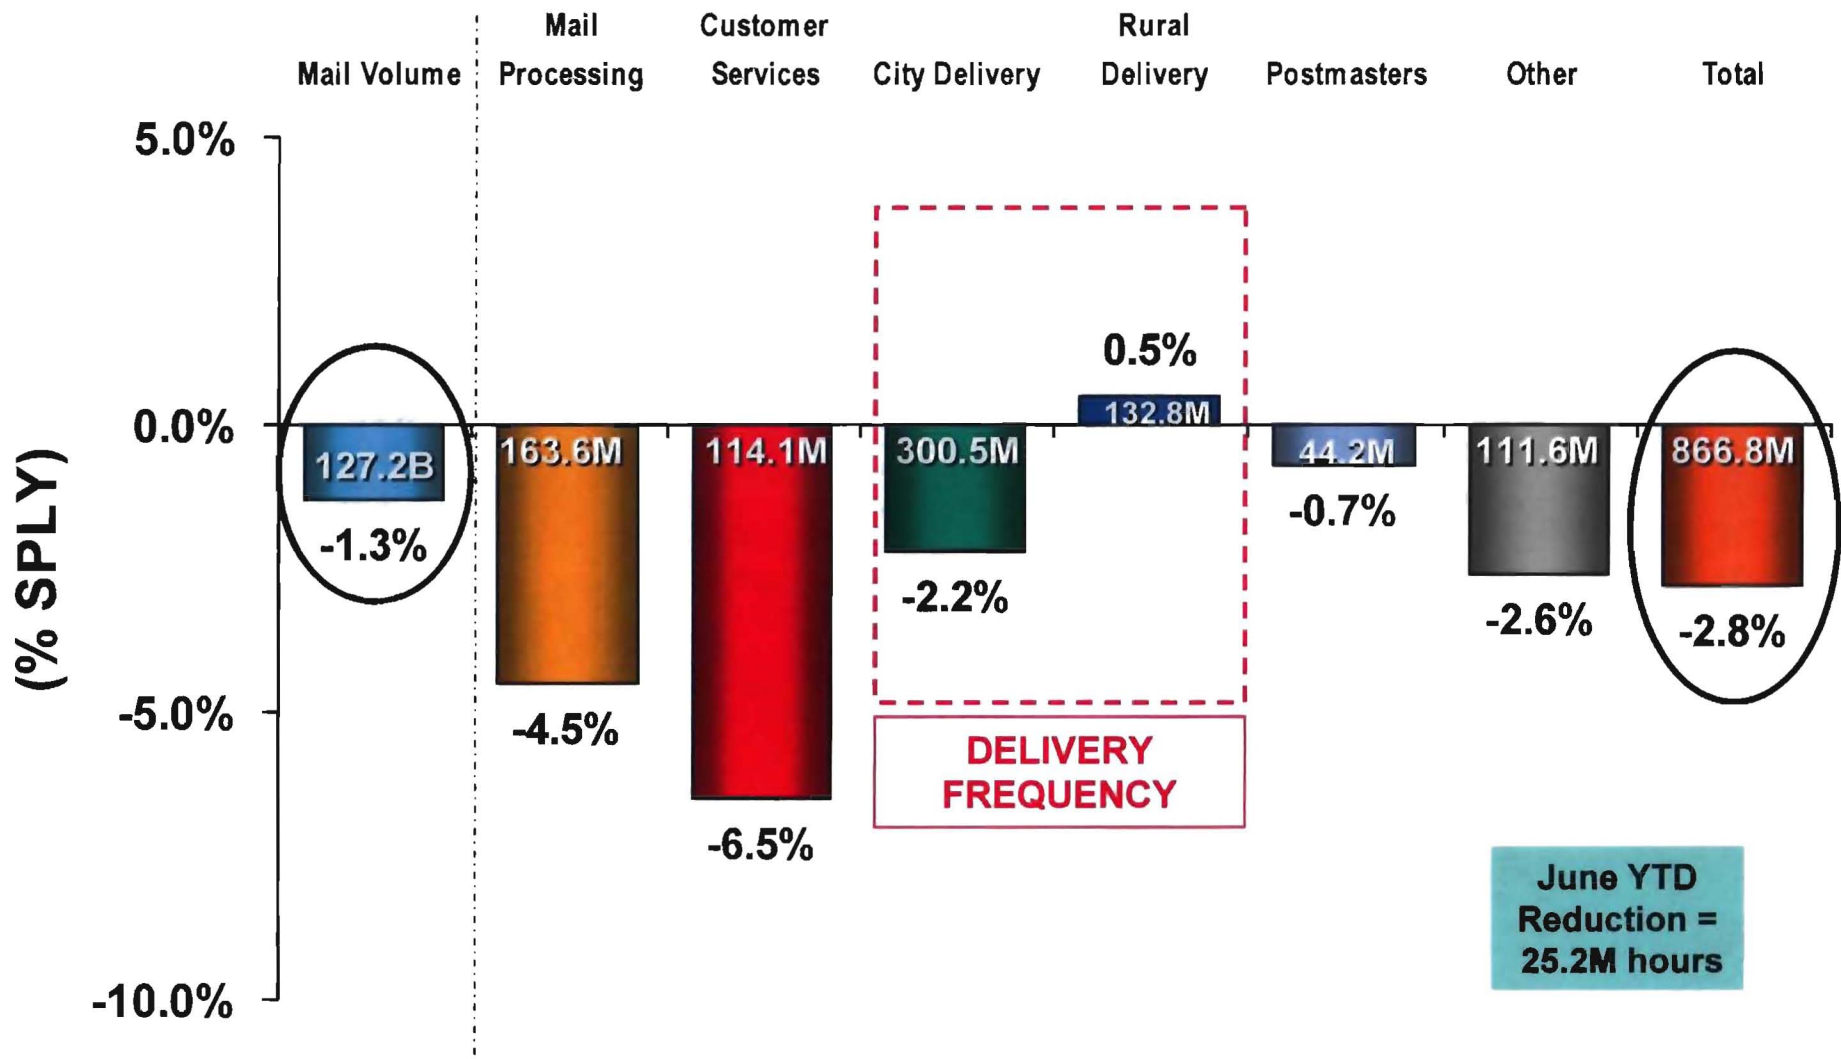 Mail Volume
Mail
Processing
Customer
Services
City Delivery
Rural
Delivery
Postmasters
Other
Total
(% SPLY)
5.0%
0.0%
-5.0%
-10.0%
127.2B
-1.3%
163.6M
-4.5%
114.1M
-6.5%
300.5M
-2.2%
0.5%
132.8M
44.2M
-0.7%
111.6M
-2.6%
866.8M
-2.8%
DELIVERY
FREQUENCY
June YTD
Reduction =
25.2M hours